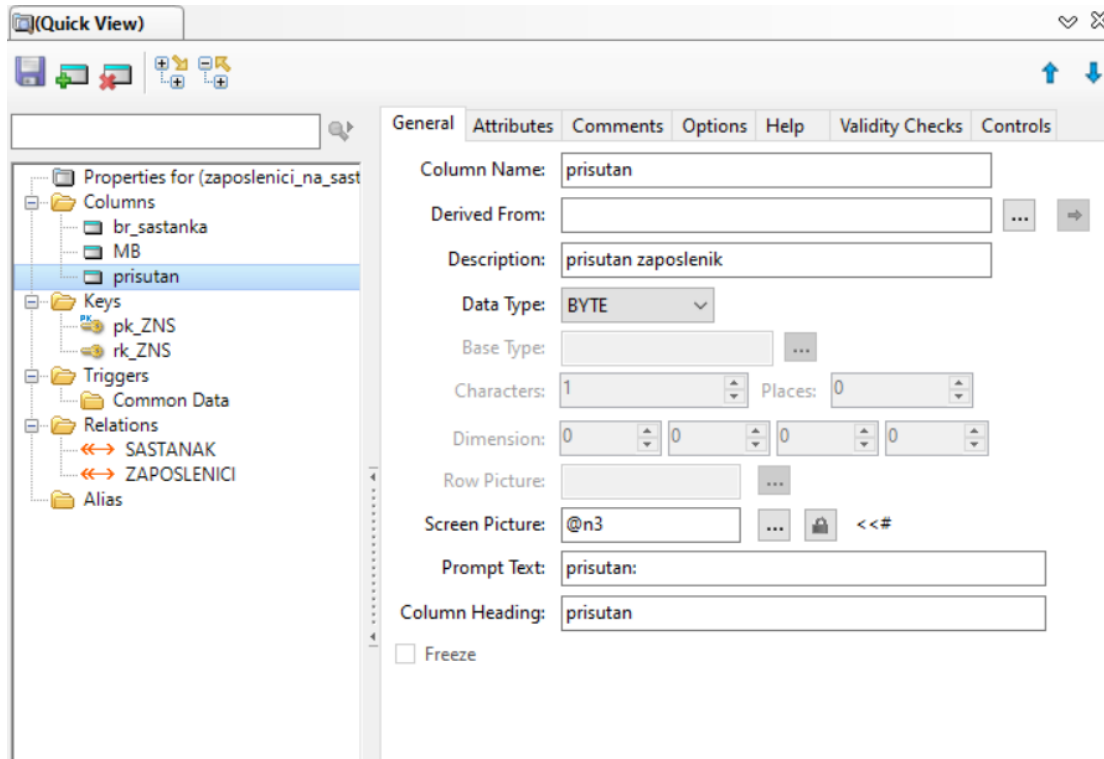 (Quick View)
General Attributes Comments Options Help Validity Checks Controls
Properties for (zaposlenici_na_sast
Columns
br_sastanka
MB
prisutan
Keys
pk_ZNS
rk_ZNS
Triggers
Common Data
Relations
SASTANAK
ZAPOSLENICI
Alias
Column Name: prisutan
Derived From: ...
Description: prisutan zaposlenik
Data Type: BYTE
Base Type: ...
Characters: 1 Places: 0
Dimension: 0 0 0 0
Row Picture: ...
Screen Picture: @n3 ... <<#
Prompt Text: prisutan:
Column Heading: prisutan
Freeze